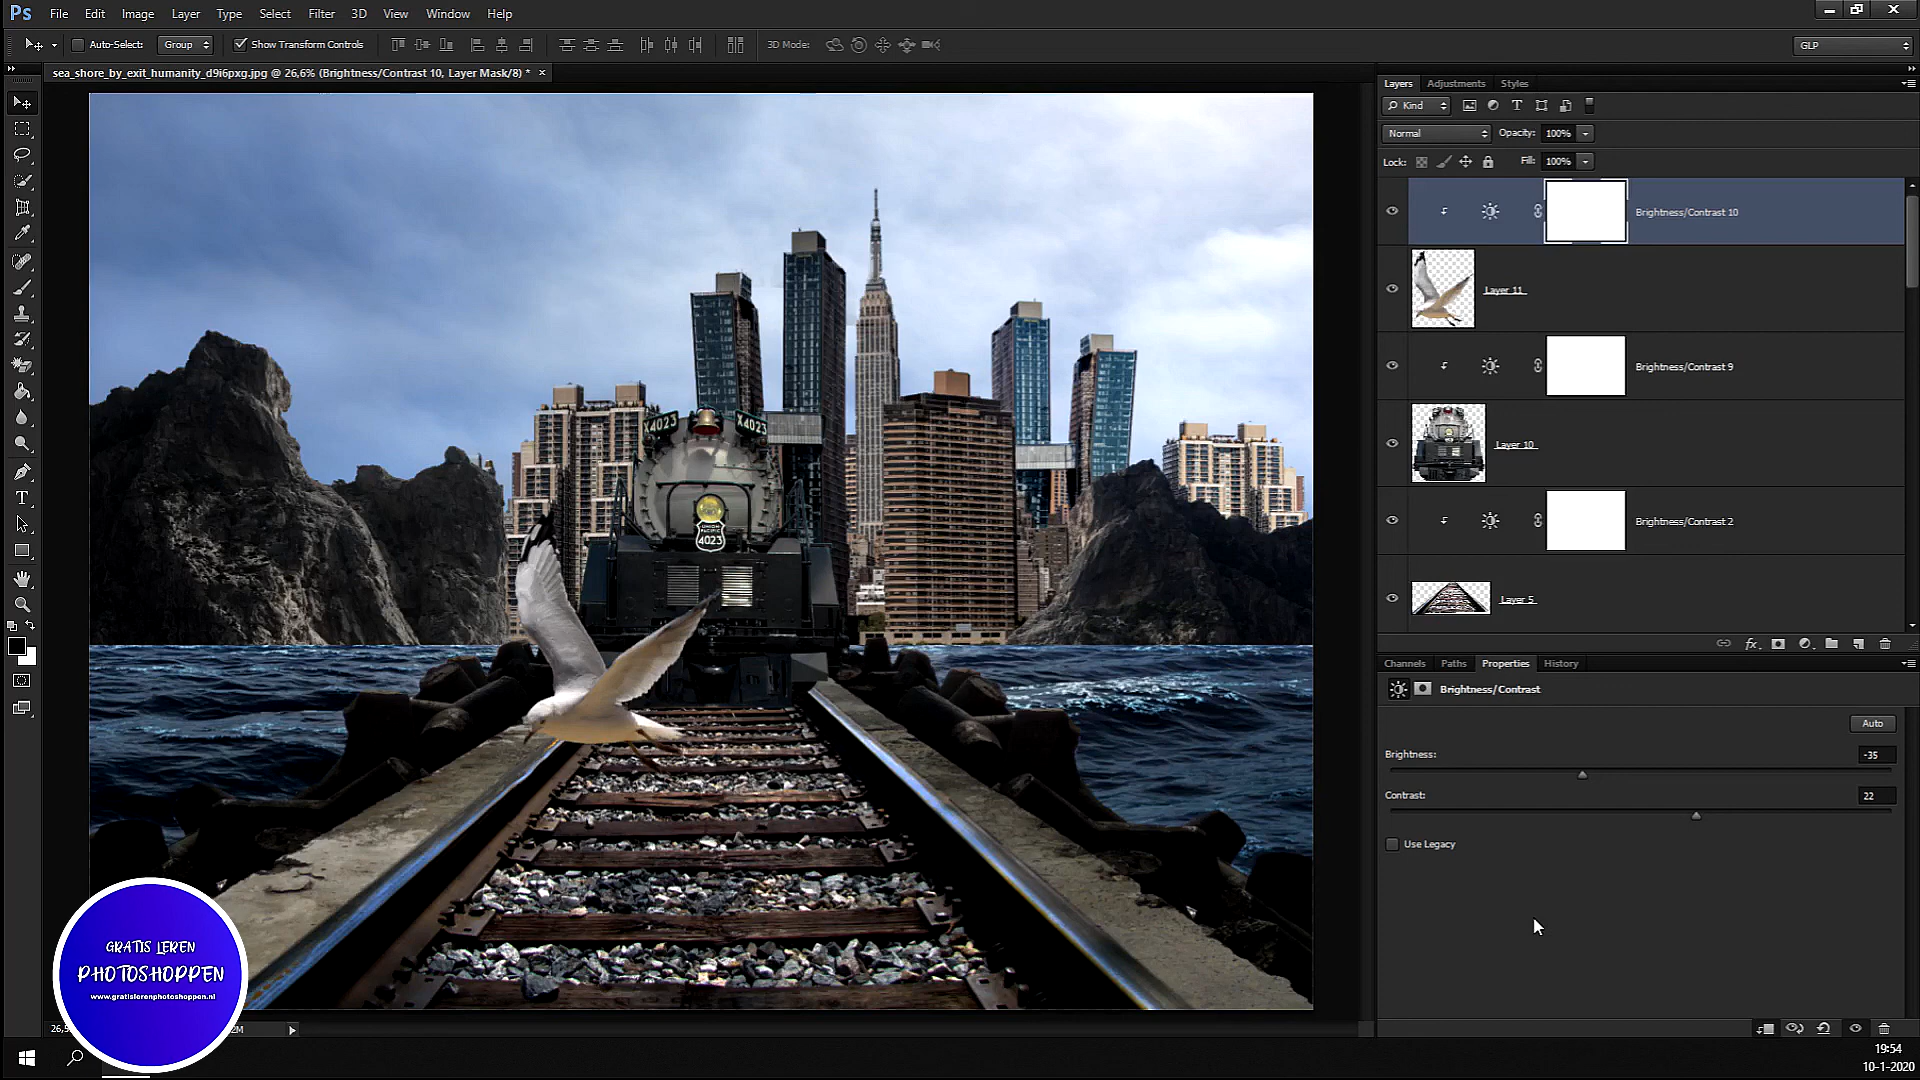 Ps File Edit Image Layer Type Select Filter 3D View Window Help
Auto-Select: Group Show Transform Controls 3D Mode: GLP
sea_shore_by_exit_humanity_d9i6pxg.jpg @ 26,6% (Brightness/Contrast 10, Layer Mask/8) * ×
Layers Adjustments Styles
Kind
Normal Opacity: 100%
Lock: Fill: 100%
Brightness/Contrast 10
Layer 11
Brightness/Contrast 9
Layer 10
Brightness/Contrast 2
Layer 5
fx
Channels Paths Properties History
Brightness/Contrast
Auto
Brightness: -35
Contrast: 22
Use Legacy
X4023 X4023
UNION
PACIFIC
4023
GRATIS LEREN
PHOTOSHOPPEN
www.gratislerenphotoshoppen.nl
19:54
10-1-2020